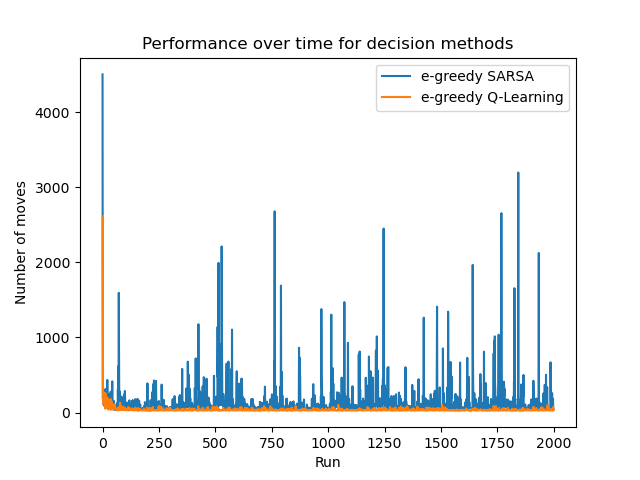 Performance over time for decision methods
e-greedy SARSA
e-greedy Q-Learning
Number of moves
4000
3000
2000
1000
0
0 250 500 750 1000 1250 1500 1750 2000
Run